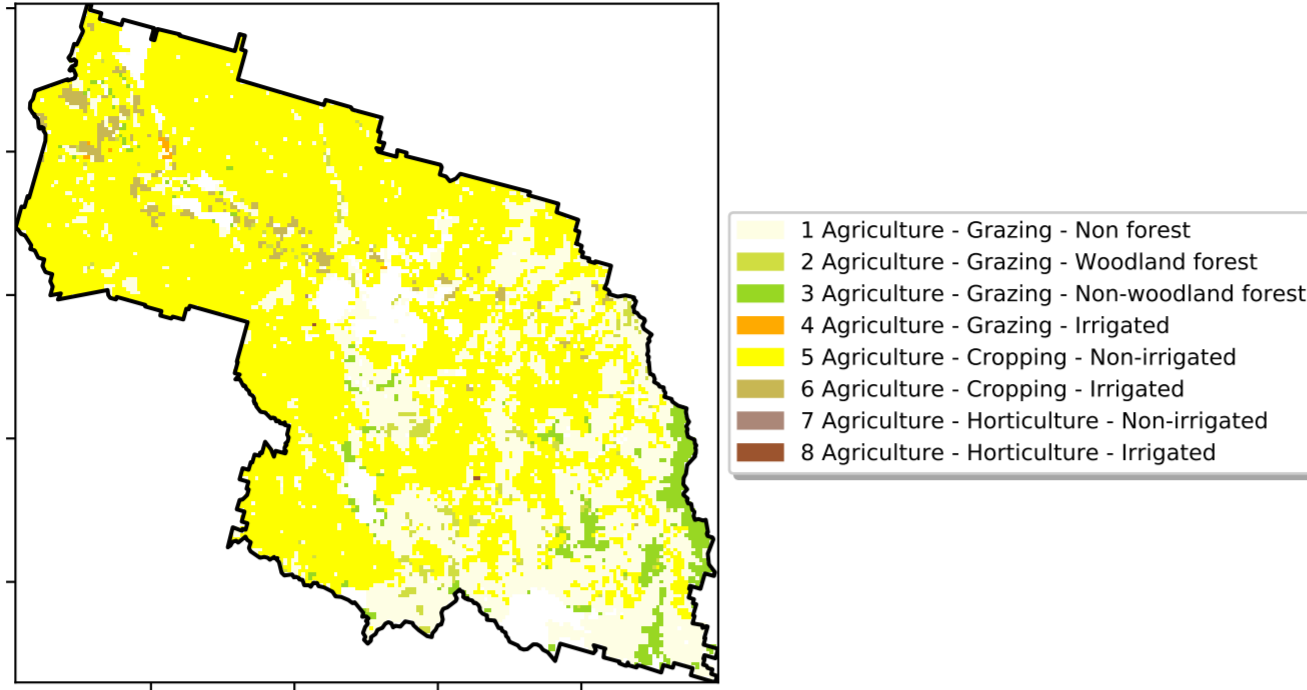 1 Agriculture - Grazing - Non forest
2 Agriculture - Grazing - Woodland forest
3 Agriculture - Grazing - Non-woodland forest
4 Agriculture - Grazing - Irrigated
5 Agriculture - Cropping - Non-irrigated
6 Agriculture - Cropping - Irrigated
7 Agriculture - Horticulture - Non-irrigated
8 Agriculture - Horticulture - Irrigated